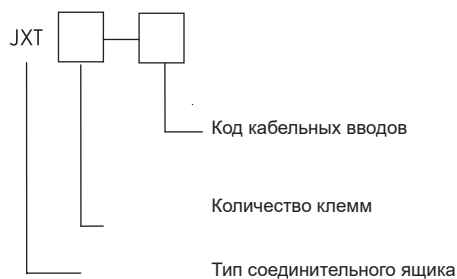 JXT
Код кабельных вводов
Количество клемм
Тип соединительного ящика